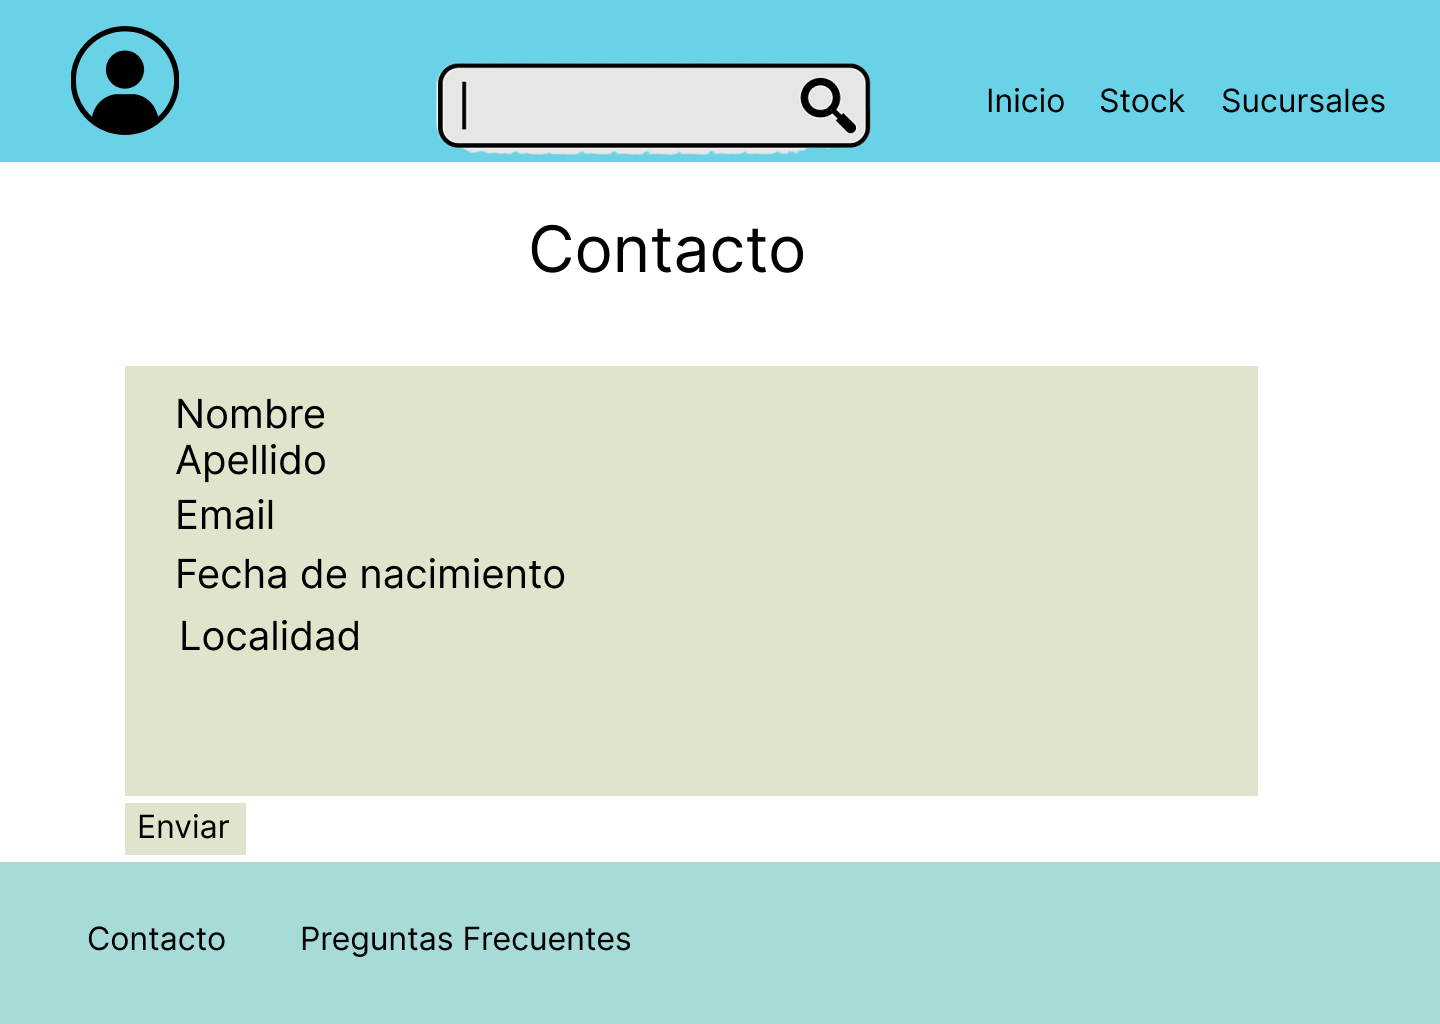 Inicio Stock Sucursales
Contacto
Nombre
Apellido
Email
Fecha de nacimiento
Localidad
Enviar
Contacto Preguntas Frecuentes